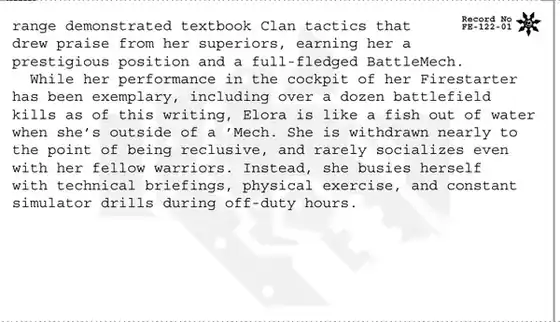 range demonstrated textbook Clan tactics that
drew praise from her superiors, earning her a
prestigious position and a full-fledged BattleMech.
While her performance in the cockpit of her Firestarter
has been exemplary, including over a dozen battlefield
kills as of this writing, Elora is like a fish out of water
when she's outside of a 'Mech. She is withdrawn nearly to
the point of being reclusive, and rarely socializes even
with her fellow warriors. Instead, she busies herself
with technical briefings, physical exercise, and constant
simulator drills during off-duty hours.
Record No
FE-122-01